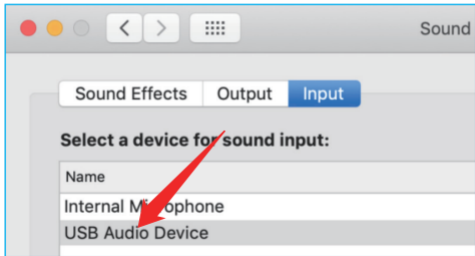 Sound
Sound Effects Output Input
Select a device for sound input:
Name
Internal Microphone
USB Audio Device